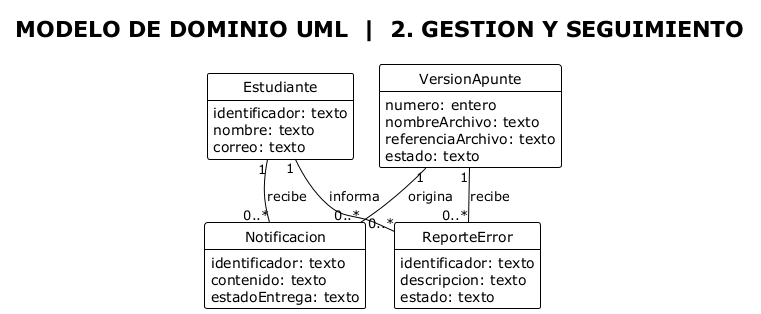 MODELO DE DOMINIO UML | 2. GESTION Y SEGUIMIENTO
Estudiante
identificador: texto
nombre: texto
correo: texto
VersionApunte
numero: entero
nombreArchivo: texto
referenciaArchivo: texto
estado: texto
1
1
1
1
recibe
informa
origina
recibe
0..*
0..*
0..*
0..*
Notificacion
identificador: texto
contenido: texto
estadoEntrega: texto
ReporteError
identificador: texto
descripcion: texto
estado: texto